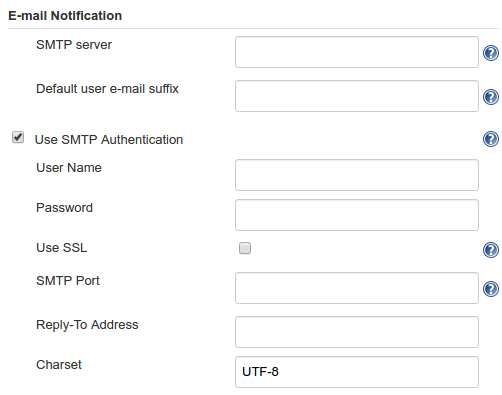 E-mail Notification
SMTP server
Default user e-mail suffix
Use SMTP Authentication
User Name
Password
Use SSL
SMTP Port
Reply-To Address
Charset UTF-8